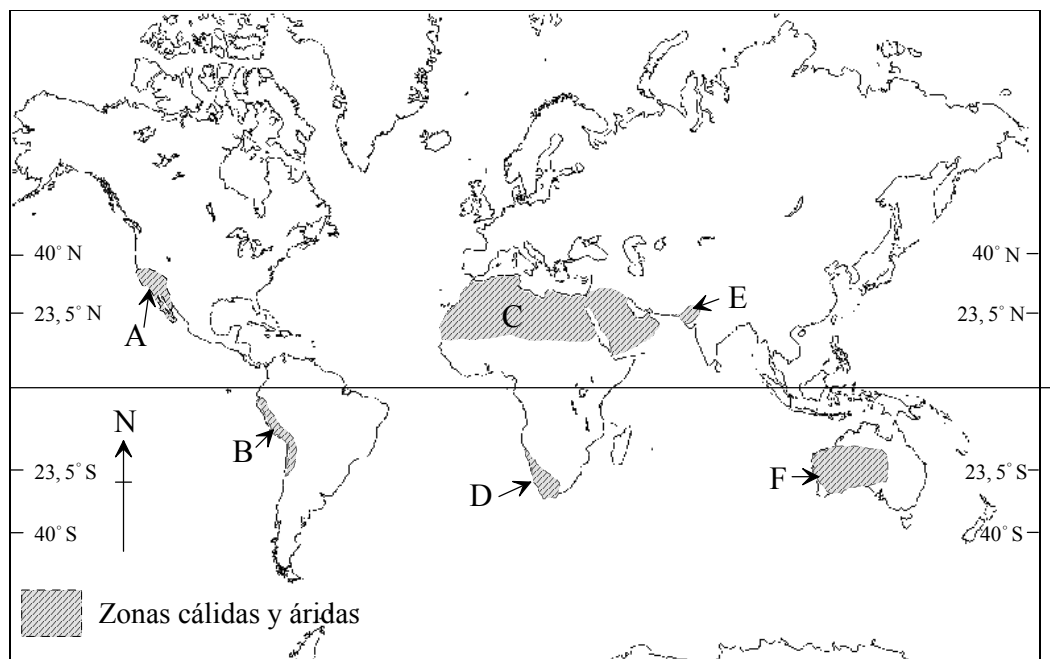 40° N
40° N
E
23,5° N
C
23,5° N
A
N
B
23,5° S
D
F
23,5° S
40° S
40° S
Zonas cálidas y áridas